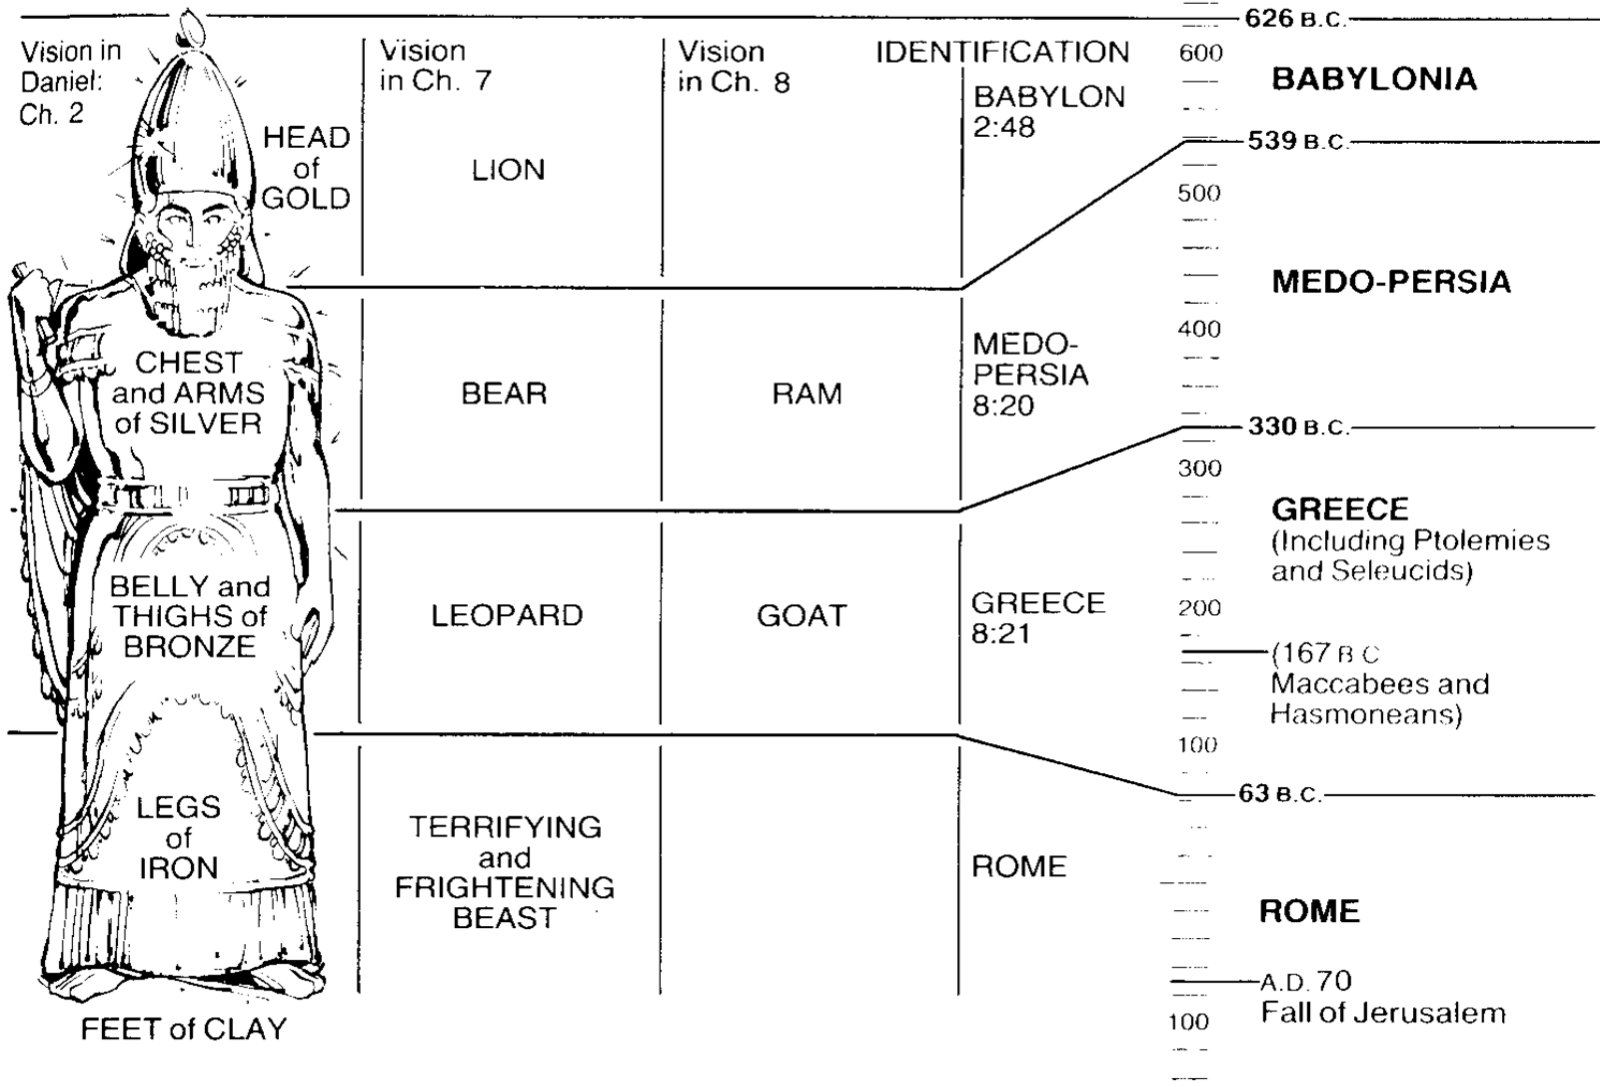 Vision in
Daniel:
Ch. 2
HEAD
of
GOLD
CHEST
and ARMS
of SILVER
BELLY and
THIGHS of
BRONZE
LEGS
of
IRON
FEET of CLAY
Vision
in Ch. 7
LION
BEAR
LEOPARD
TERRIFYING
and
FRIGHTENING
BEAST
Vision
in Ch. 8
RAM
GOAT
IDENTIFICATION
BABYLON
2:48
MEDO-
PERSIA
8:20
GREECE
8:21
ROME
600
500
400
300
200
100
100
626 B.C.
BABYLONIA
539 B.C.
MEDO-PERSIA
330 B.C.
GREECE
(Including Ptolemies
and Seleucids)
(167 B C
Maccabees and
Hasmoneans)
63 B.C.
ROME
A.D. 70
Fall of Jerusalem